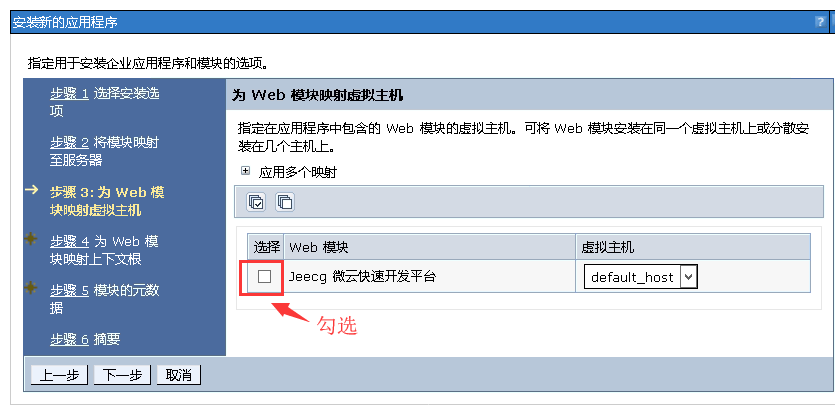 安装新的应用程序
?
指定用于安装企业应用程序和模块的选项。
步骤 1 选择安装选
项
步骤 2 将模块映射
至服务器
步骤 3: 为 Web 模
块映射虚拟主机
步骤 4 为 Web 模
块映射上下文根
步骤 5 模块的元数
据
步骤 6 摘要
为 Web 模块映射虚拟主机
指定在应用程序中包含的 Web 模块的虚拟主机。可将 Web 模块安装在同一个虚拟主机上或分散安
装在几个主机上。
应用多个映射
选择 Web 模块 虚拟主机
Jeecg 微云快速开发平台 default_host
勾选
上一步 下一步 取消